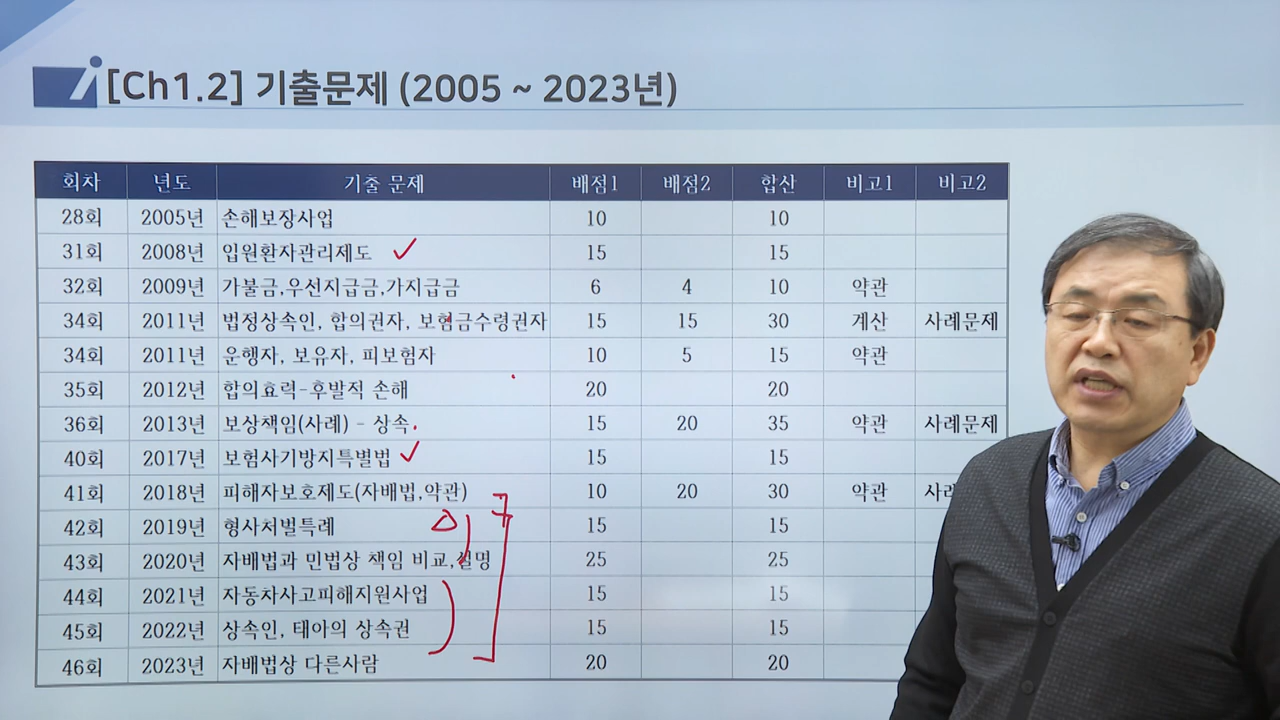 [Ch1.2] 기출문제 (2005 ~ 2023년)
회차 년도 기출 문제 배점1 배점2 합산 비고1 비고2
28회 2005년 손해보장사업 10 10
31회 2008년 입원환자관리제도 15 15
32회 2009년 가불금,우선지급금,가지급금 6 4 10 약관
34회 2011년 법정상속인, 합의권자, 보험금수령권자 15 15 30 계산 사례문제
34회 2011년 운행자, 보유자, 피보험자 10 5 15 약관
35회 2012년 합의효력-후발적 손해 20 20
36회 2013년 보상책임(사례) - 상속 15 20 35 약관 사례문제
40회 2017년 보험사기방지특별법 15 15
41회 2018년 피해자보호제도(자배법,약관) 10 20 30 약관
42회 2019년 형사처벌특례 15 15
43회 2020년 자배법과 민법상 책임 비교,설명 25 25
44회 2021년 자동차사고피해지원사업 15 15
45회 2022년 상속인, 태아의 상속권 15 15
46회 2023년 자배법상 다른사람 20 20